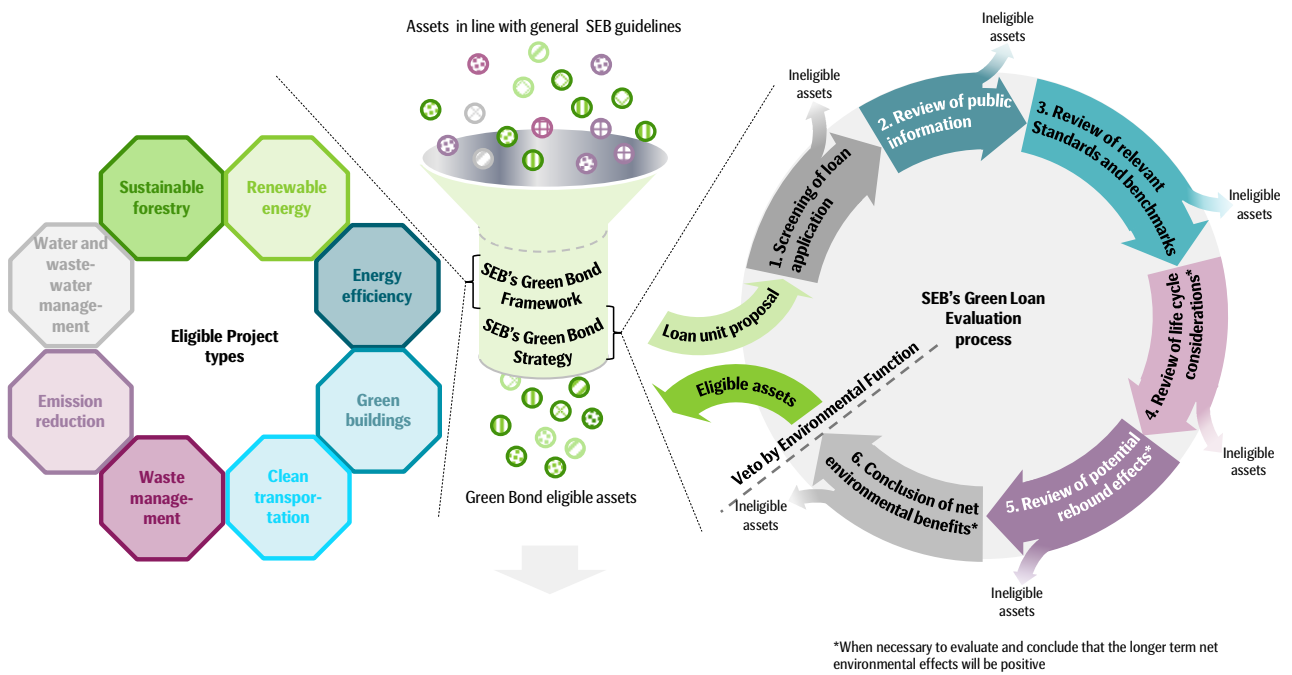 Assets in line with general SEB guidelines
Sustainable
forestry
Renewable
energy
Water and
waste-
water
manage-
ment
Energy
efficiency
Eligible Project
types
Emission
reduction
Green
buildings
Waste
manage-
ment
Clean
transpor-
tation
SEB's Green Bond
Framework
SEB's Green Bond
Strategy
Green Bond eligible assets
Loan unit proposal
Eligible assets
Veto by Environmental Function
SEB's Green Loan
Evaluation
process
1. Screening of loan
application
Ineligible
assets
2. Review of public
information
Ineligible
assets
3. Review of relevant
Standards and benchmarks
Ineligible
assets
4. Review of life cycle
considerations*
Ineligible
assets
5. Review of potential
rebound effects*
Ineligible
assets
6. Conclusion of net
environmental benefits*
Ineligible
assets
*When necessary to evaluate and conclude that the longer term net
environmental effects will be positive